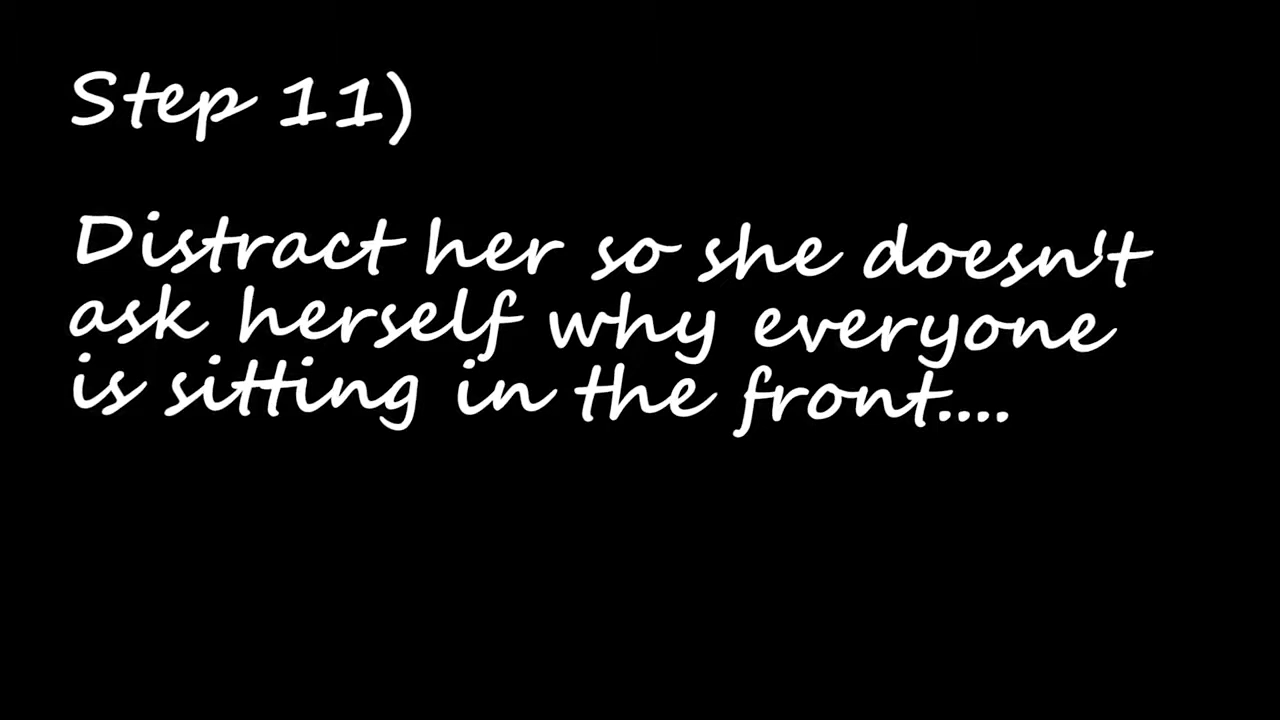 Step 11)
Distract her so she doesn't
ask herself why everyone
is sitting in the front....